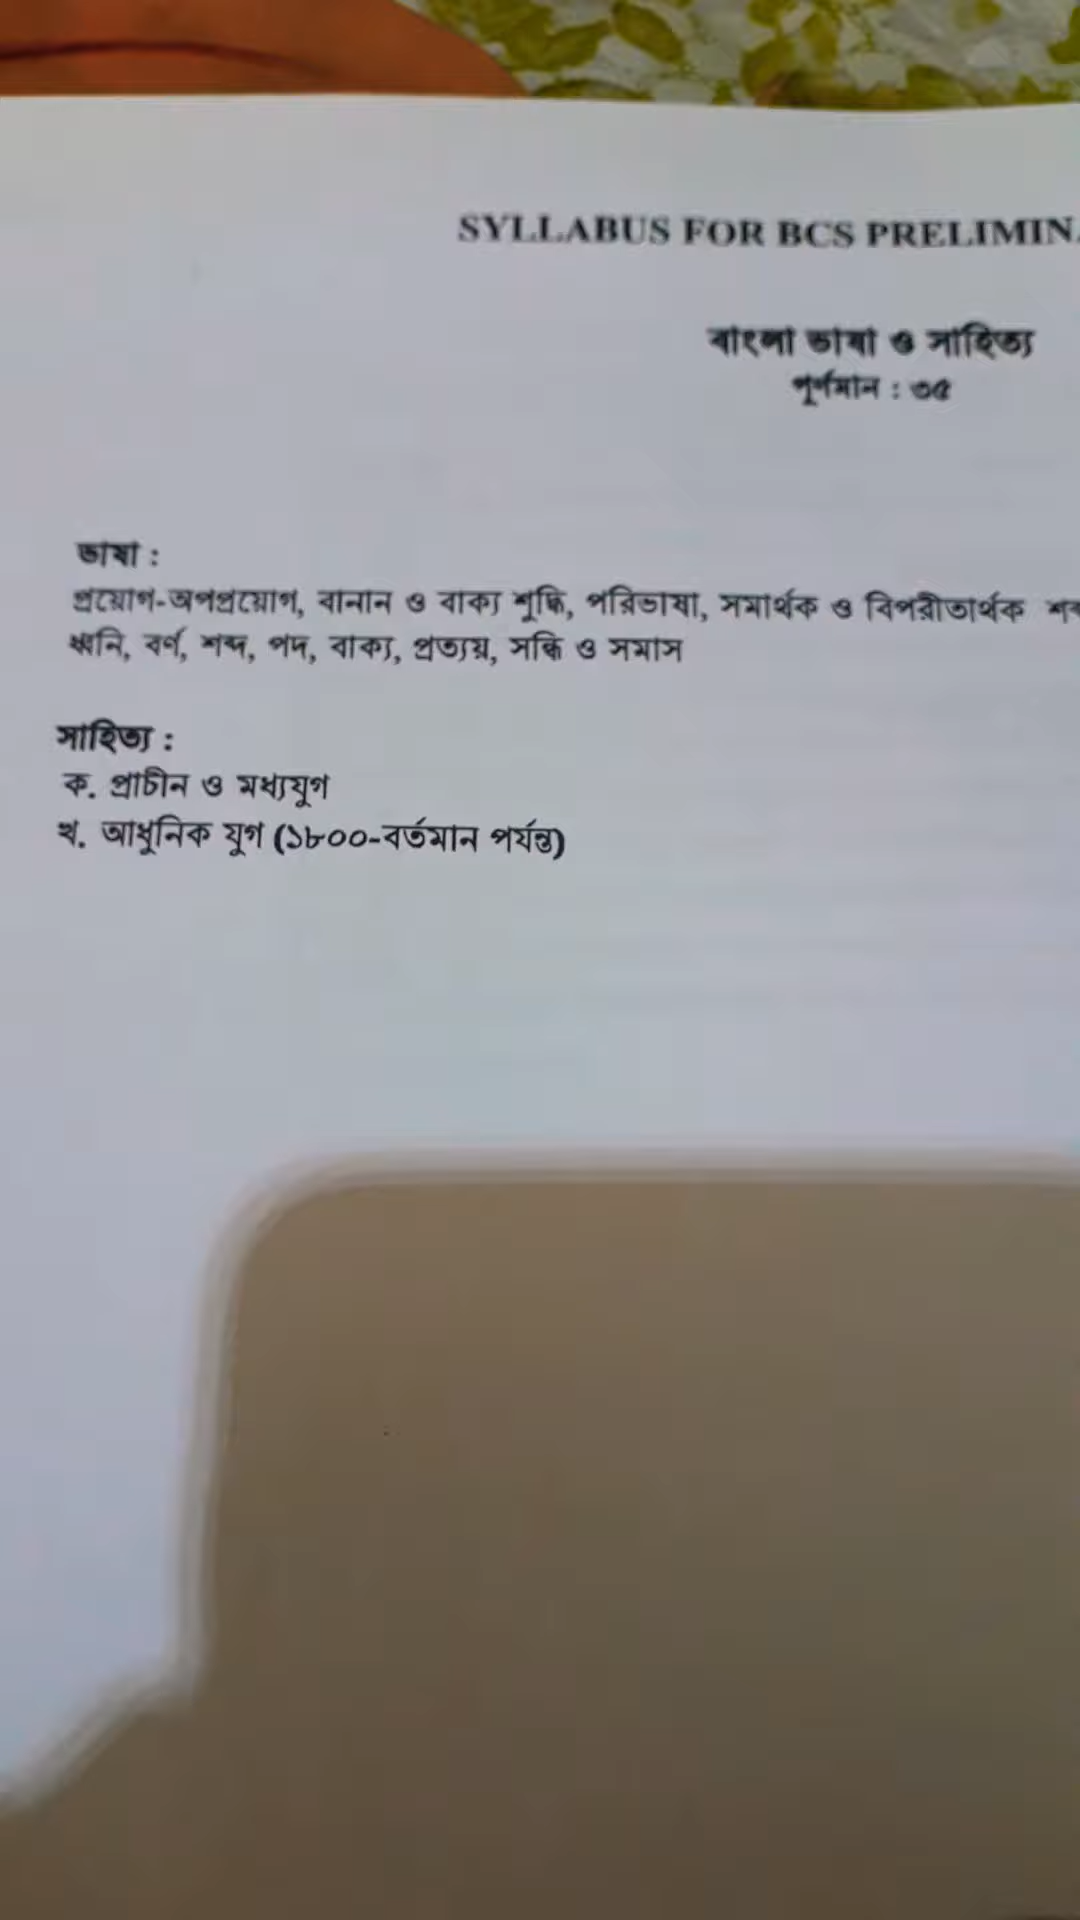 SYLLABUS FOR BCS
বাংলা ভাষা ও সাহিত্য
পূর্ণমান : ৩৫
ভাষা :
প্রয়োগ-অপপ্রয়োগ, বানান ও বাক্য শুদ্ধি, পরিভাষা, সমার্থক ও বিপরীতার্থক
ধ্বনি, বর্ণ, শব্দ, পদ, বাক্য, প্রত্যয়, সন্ধি ও সমাস
সাহিত্য :
ক. প্রাচীন ও মধ্যযুগ
খ. আধুনিক যুগ (১৮০০-বর্তমান পর্যন্ত)